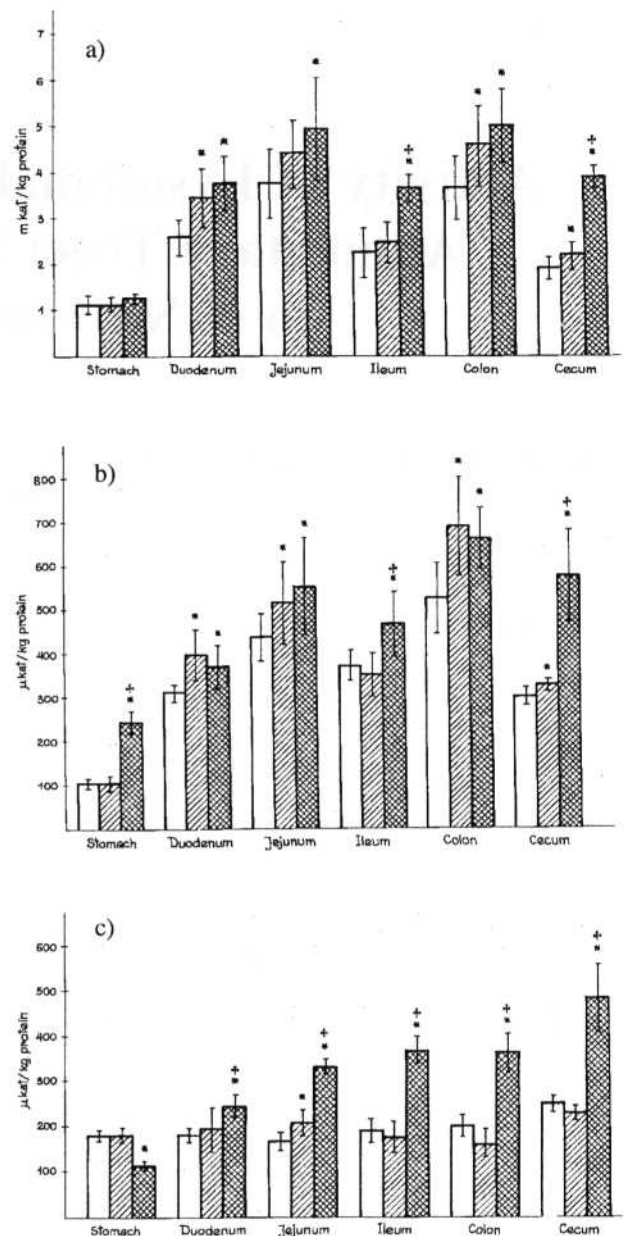 a)
7
6
5
4
3
2
1
m kat/kg protein
Stomach Duodenum Jejunum Ileum Colon Cecum
b)
800
700
600
500
400
300
200
100
µkat/kg protein
Stomach Duodenum Jejunum Ileum Colon Cecum
c)
600
500
400
300
200
100
µkat/kg protein
Stomach Duodenum Jejunum Ileum Colon Cecum